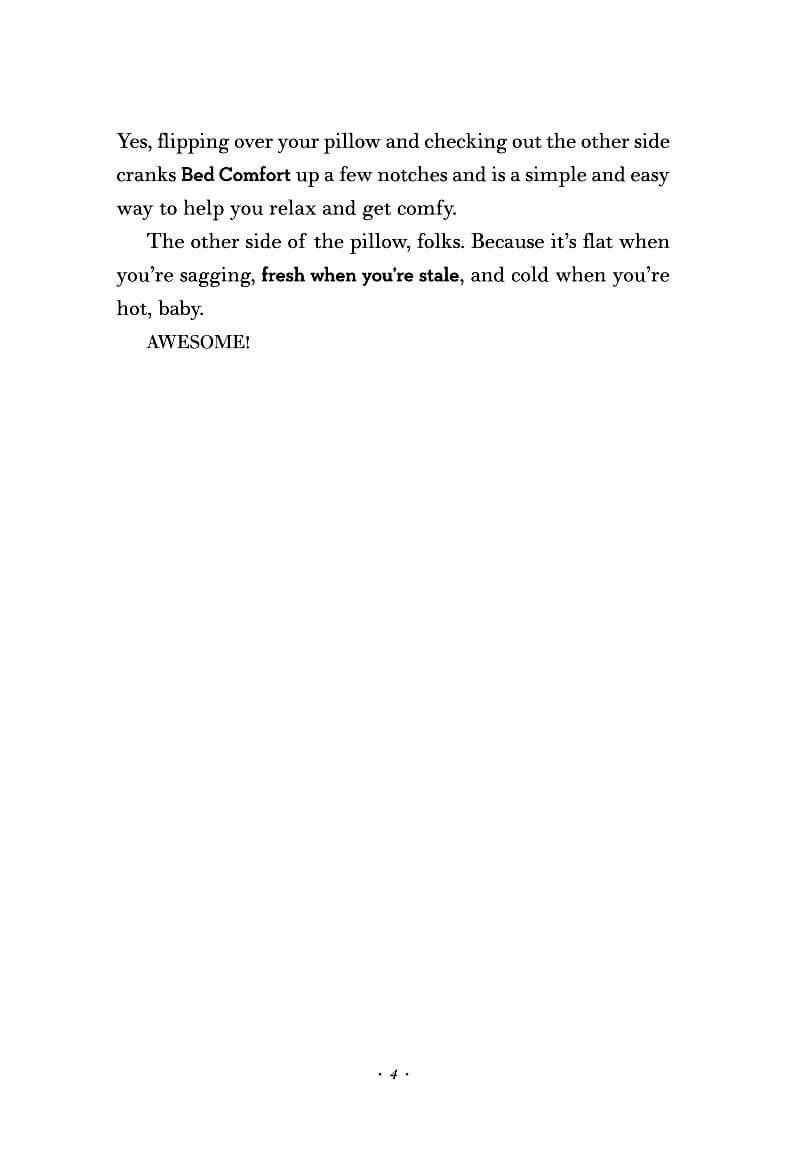 Yes, flipping over your pillow and checking out the other side
cranks Bed Comfort up a few notches and is a simple and easy
way to help you relax and get comfy.
The other side of the pillow, folks. Because it’s flat when
you’re sagging, fresh when you’re stale, and cold when you’re
hot, baby.
AWESOME!
· 4 ·